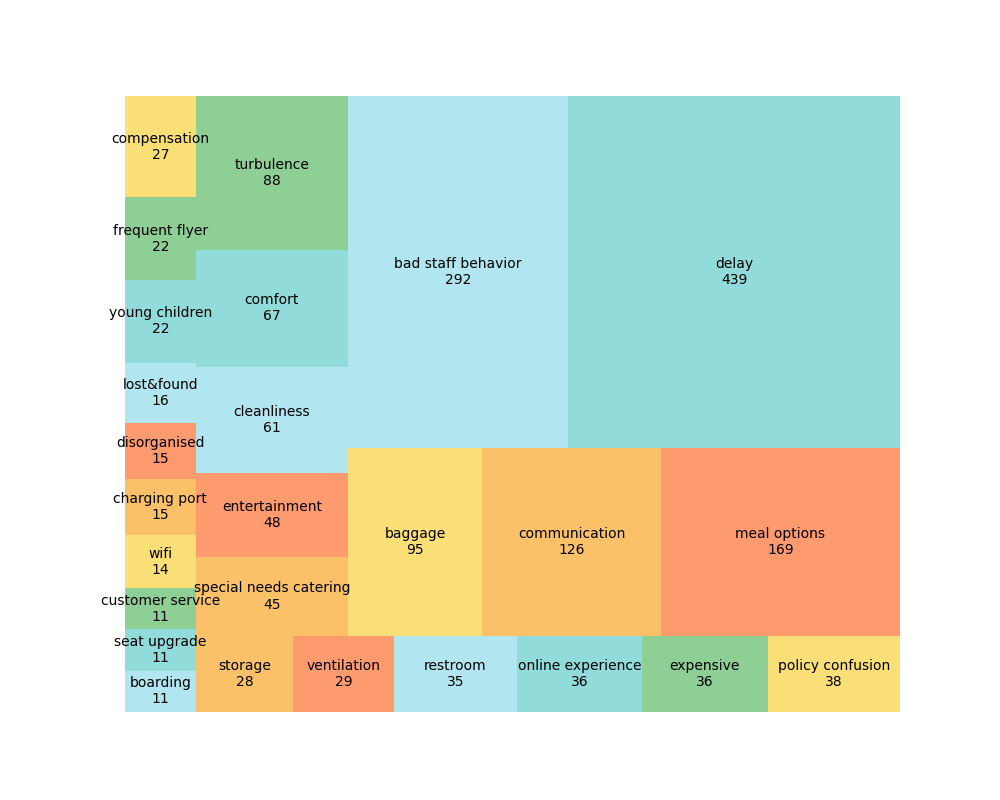 compensation
27
frequent flyer
22
young children
22
lost&found
16
disorganised
15
charging port
15
wifi
14
customer service
11
seat upgrade
11
boarding
11
turbulence
88
comfort
67
cleanliness
61
entertainment
48
special needs catering
45
bad staff behavior
292
delay
439
baggage
95
communication
126
meal options
169
storage
28
ventilation
29
restroom
35
online experience
36
expensive
36
policy confusion
38